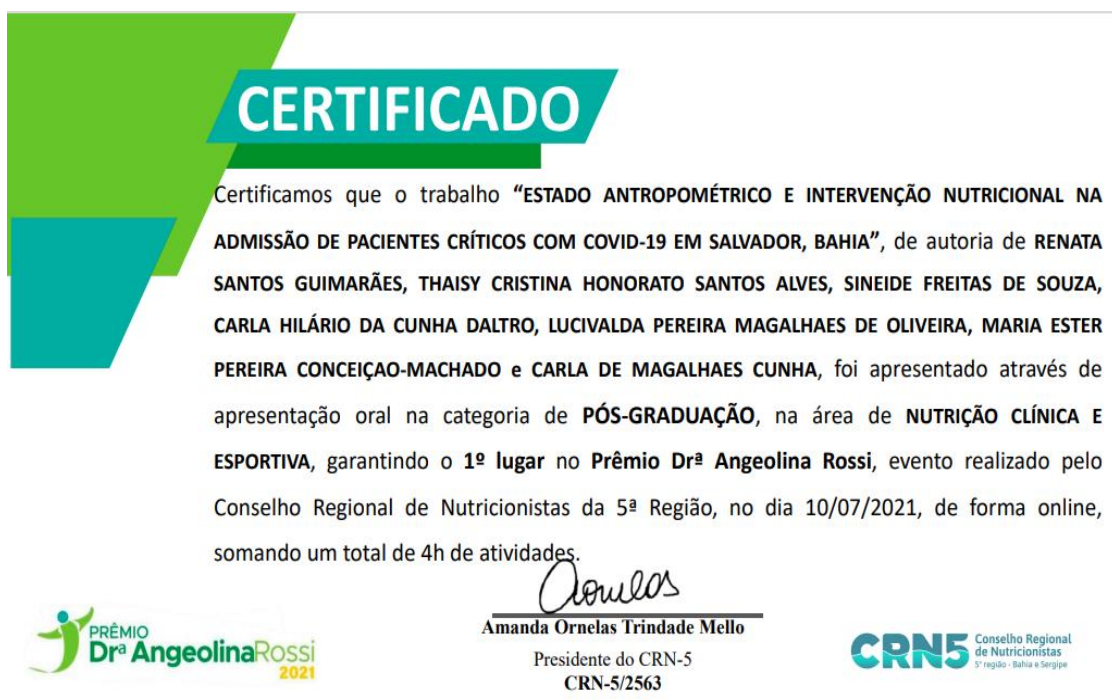 CERTIFICADO
Certificamos que o trabalho “ESTADO ANTROPOMÉTRICO E INTERVENÇÃO NUTRICIONAL NA
ADMISSÃO DE PACIENTES CRÍTICOS COM COVID-19 EM SALVADOR, BAHIA”, de autoria de RENATA
SANTOS GUIMARÃES, THAISY CRISTINA HONORATO SANTOS ALVES, SINEIDE FREITAS DE SOUZA,
CARLA HILÁRIO DA CUNHA DALTRO, LUCIVALDA PEREIRA MAGALHAES DE OLIVEIRA, MARIA ESTER
PEREIRA CONCEIÇAO-MACHADO e CARLA DE MAGALHAES CUNHA, foi apresentado através de
apresentação oral na categoria de PÓS-GRADUAÇÃO, na área de NUTRIÇÃO CLÍNICA E
ESPORTIVA, garantindo o 1º lugar no Prêmio Drª Angeolina Rossi, evento realizado pelo
Conselho Regional de Nutricionistas da 5ª Região, no dia 10/07/2021, de forma online,
somando um total de 4h de atividades.
Amanda Ornelas Trindade Mello
Presidente do CRN-5
CRN-5/2563
PRÊMIO
Drª AngeolinaRossi
2021
CRN5
Conselho Regional
de Nutricionistas
5ª região - Bahia e Sergipe